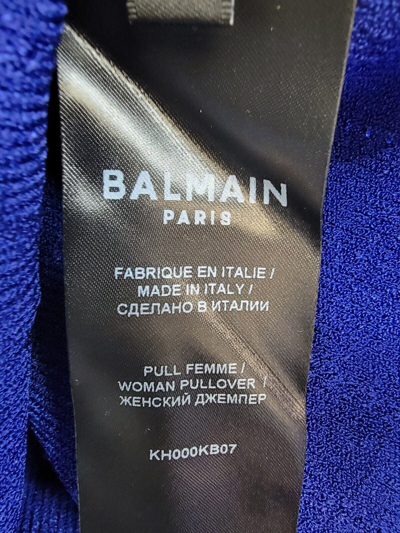 BALMAIN
PARIS
FABRIQUE EN ITALIE /
MADE IN ITALY /
СДЕЛАНО В ИТАЛИИ
PULL FEMME /
WOMAN PULLOVER /
ЖЕНСКИЙ ДЖЕМПЕР
KH000KB07